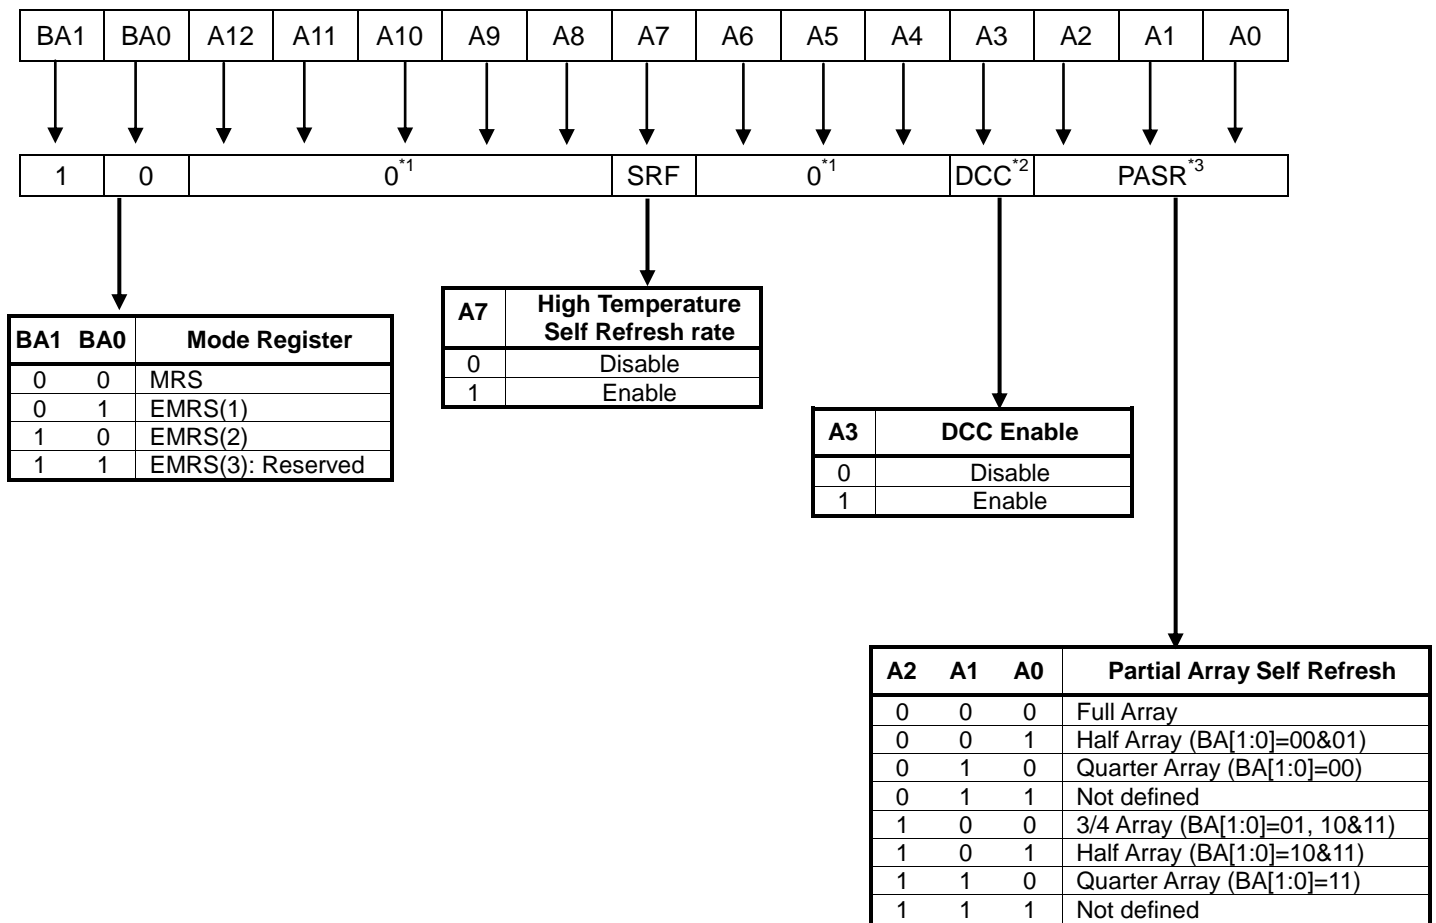 BA1 BA0 A12 A11 A10 A9 A8 A7 A6 A5 A4 A3 A2 A1 A0
1 0 0*1 SRF 0*1 DCC*2 PASR*3
BA1 BA0 Mode Register
0 0 MRS
0 1 EMRS(1)
1 0 EMRS(2)
1 1 EMRS(3): Reserved
A7 High Temperature
Self Refresh rate
0 Disable
1 Enable
A3 DCC Enable
0 Disable
1 Enable
A2 A1 A0 Partial Array Self Refresh
0 0 0 Full Array
0 0 1 Half Array (BA[1:0]=00&01)
0 1 0 Quarter Array (BA[1:0]=00)
0 1 1 Not defined
1 0 0 3/4 Array (BA[1:0]=01, 10&11)
1 0 1 Half Array (BA[1:0]=10&11)
1 1 0 Quarter Array (BA[1:0]=11)
1 1 1 Not defined